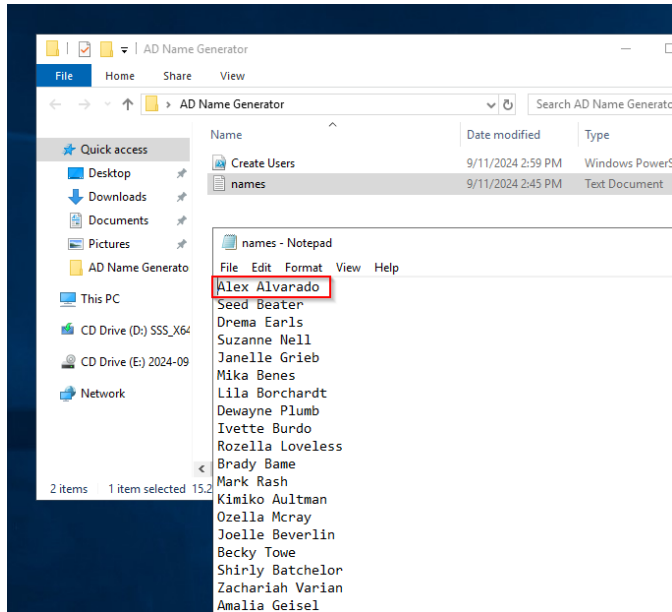 AD Name Generator
File Home Share View
AD Name Generator
Search AD Name Generato
Name Date modified Type
Quick access
Desktop
Downloads
Documents
Pictures
AD Name Generato
This PC
CD Drive (D:) SSS_X64
CD Drive (E:) 2024-09
Network
Create Users 9/11/2024 2:59 PM Windows PowerS
names 9/11/2024 2:45 PM Text Document
2 items 1 item selected 15.2
names - Notepad
File Edit Format View Help
Alex Alvarado
Seed Beater
Drema Earls
Suzanne Nell
Janelle Grieb
Mika Benes
Lila Borchardt
Dewayne Plumb
Ivette Burdo
Rozella Loveless
Brady Bame
Mark Rash
Kimiko Aultman
Ozella Mcray
Joelle Beverlin
Becky Towe
Shirly Batchelor
Zachariah Varian
Amalia Geisel